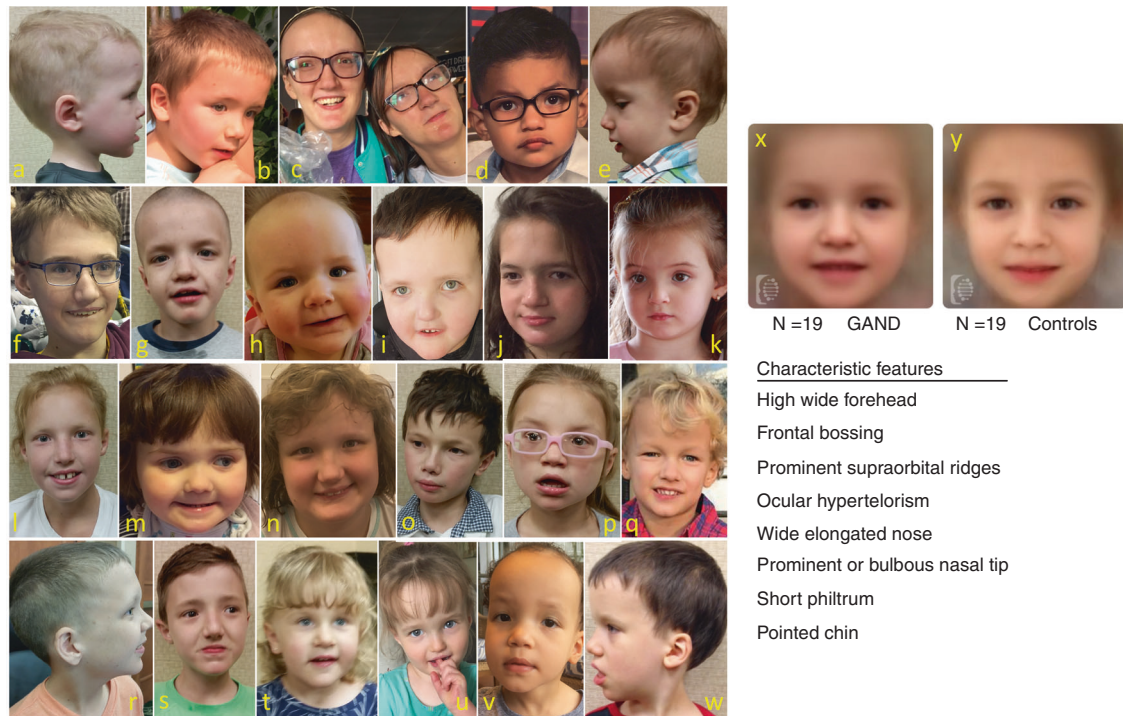 a
b
c
d
e
f
g
h
i
j
k
l
m
n
o
p
q
r
s
t
u
v
w
x
y
N =19 GAND
N =19 Controls
Characteristic features
High wide forehead
Frontal bossing
Prominent supraorbital ridges
Ocular hypertelorism
Wide elongated nose
Prominent or bulbous nasal tip
Short philtrum
Pointed chin